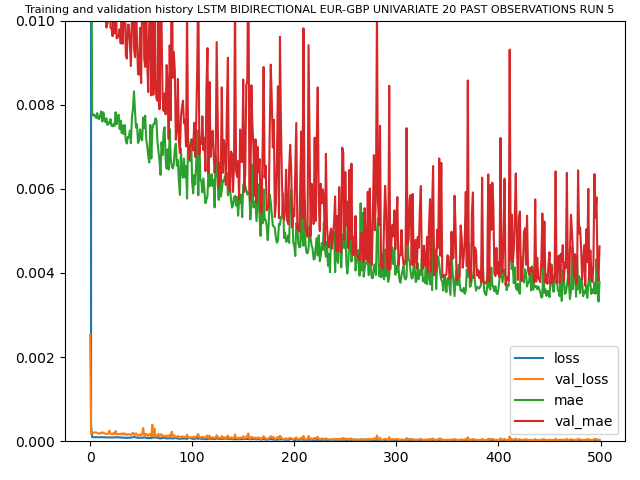 Training and validation history LSTM BIDIRECTIONAL EUR-GBP UNIVARIATE 20 PAST OBSERVATIONS RUN 5
0.010
0.008
0.006
0.004
0.002
0.000
loss
val_loss
mae
val_mae
0 100 200 300 400 500